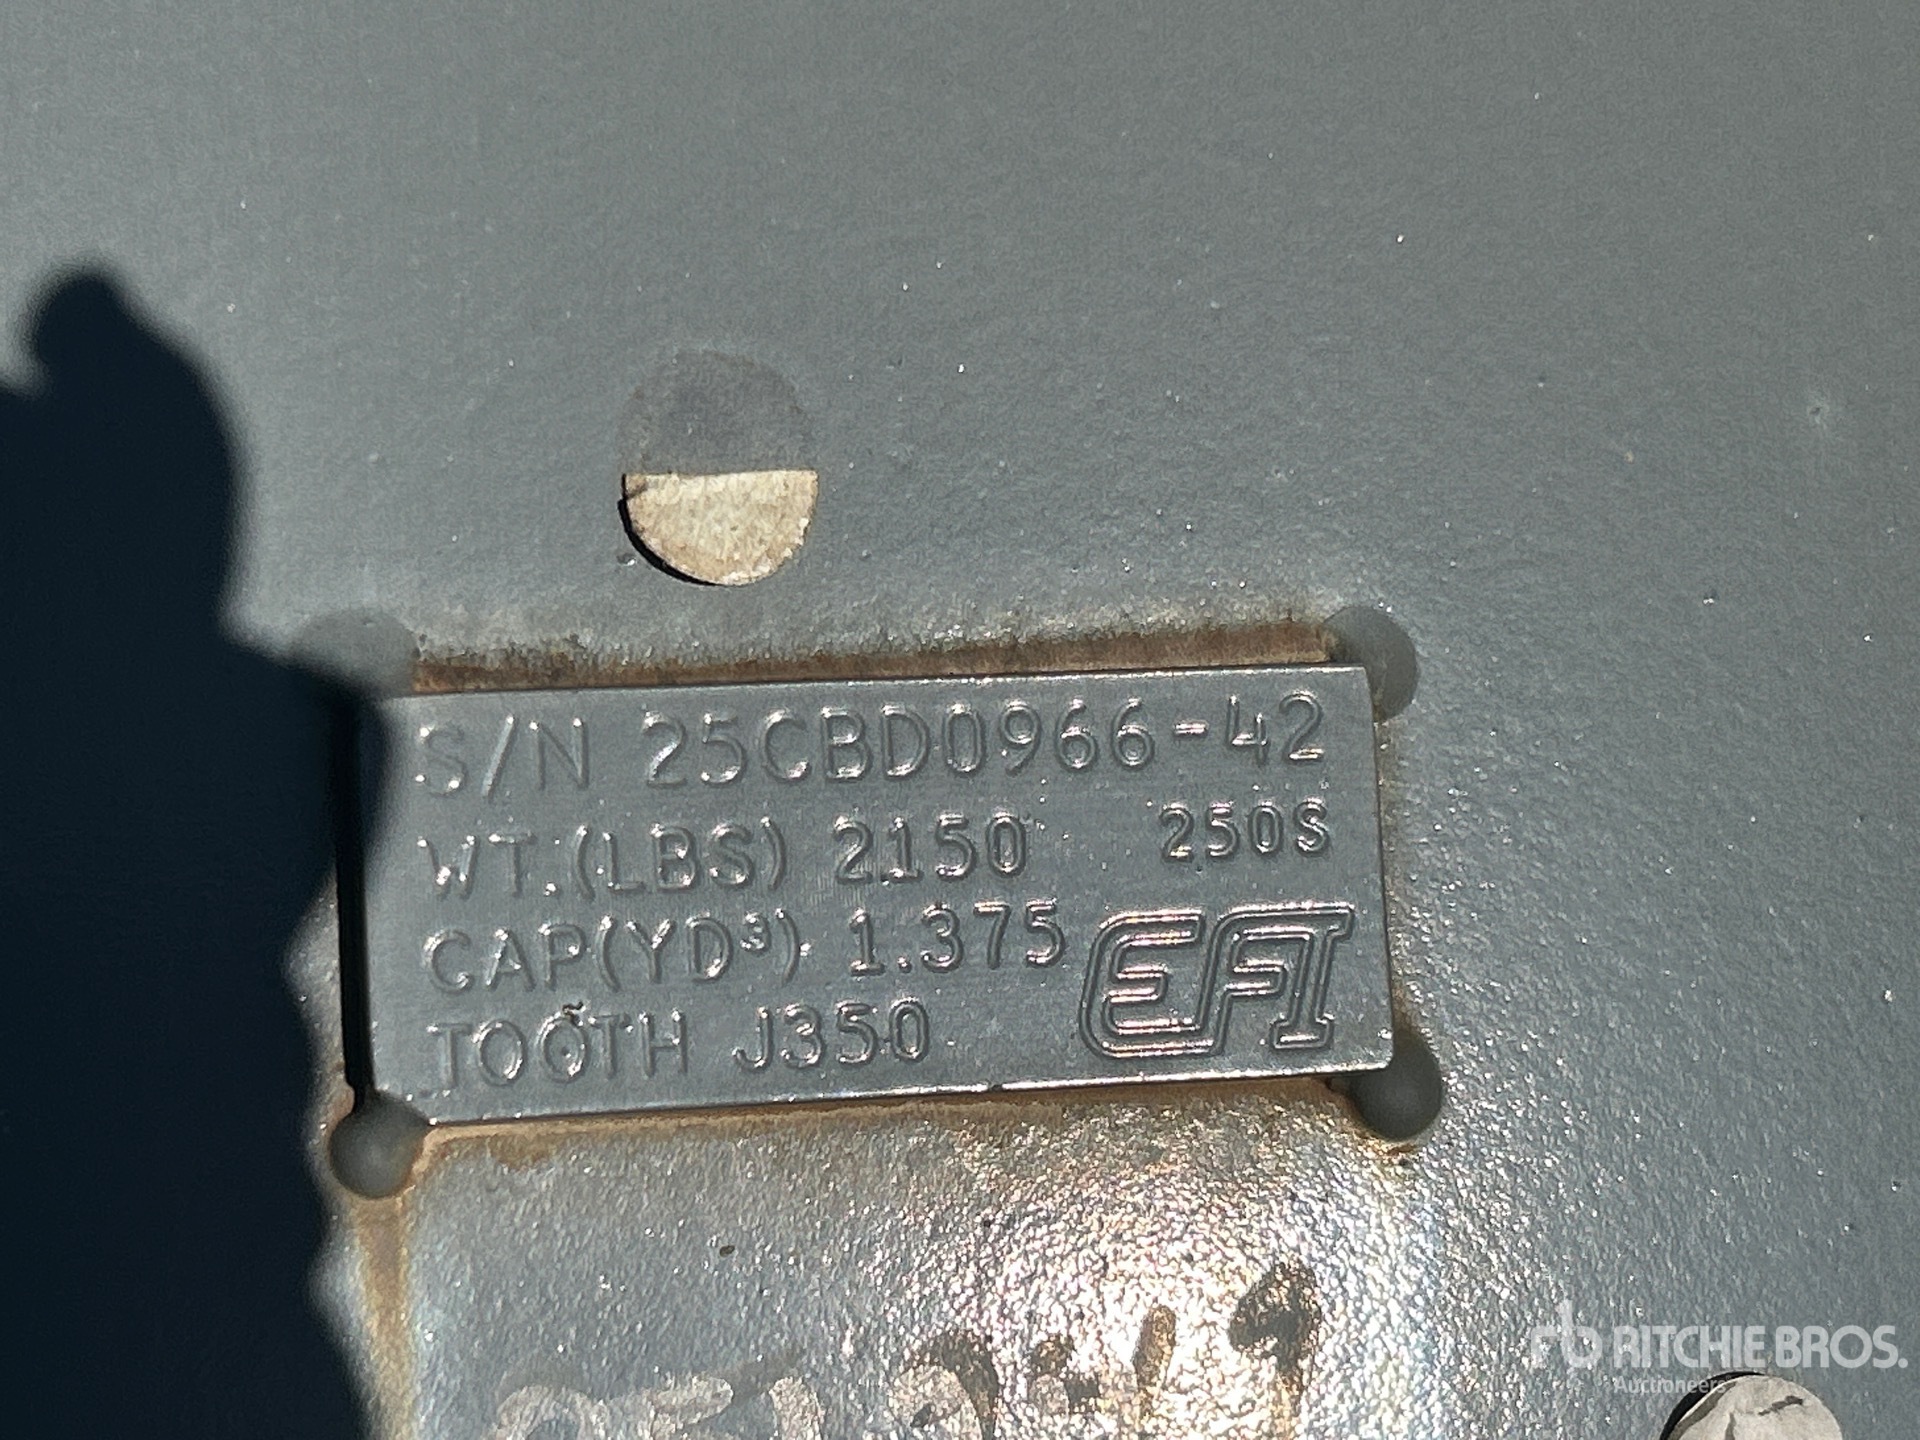 S/N 25CBD0966-42
WT.(LBS) 2150 250S
CAP(YD³) 1.375
TOOTH J350
EFI
RITCHIE BROS.
Auctioneers